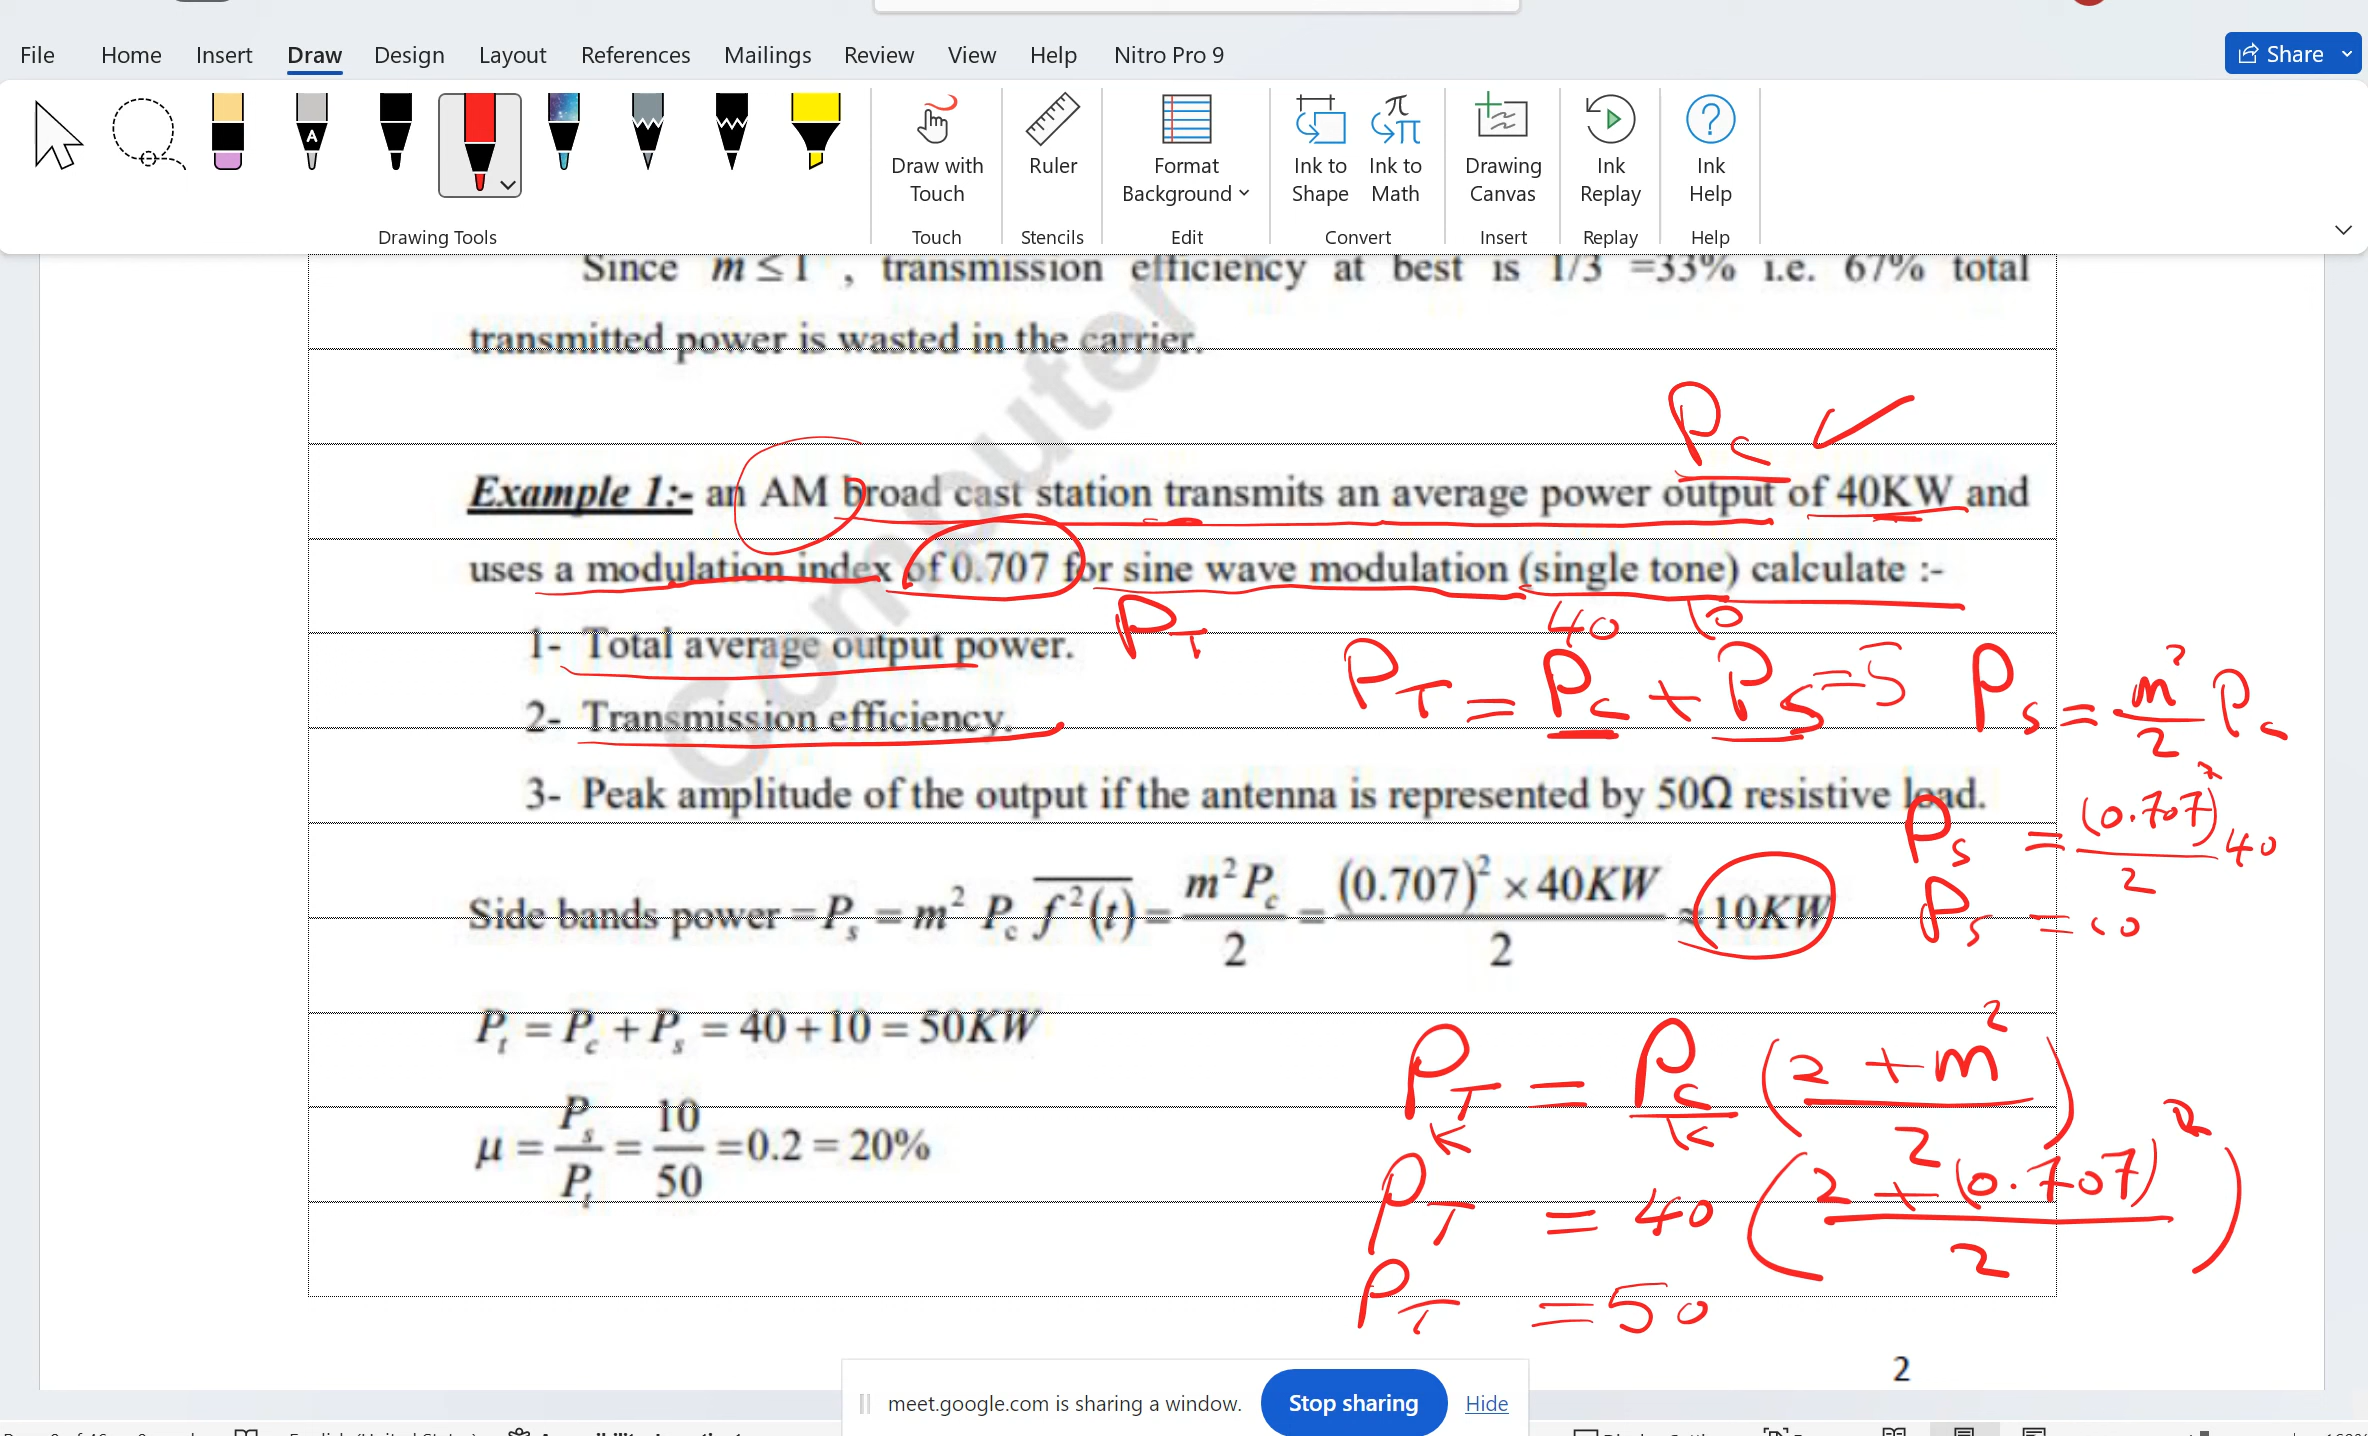 File Home Insert Draw Design Layout References Mailings Review View Help Nitro Pro 9 Share
A
Draw with Touch
Ruler
Format Background
Ink to Shape
Ink to Math
Drawing Canvas
Ink Replay
Ink Help
Drawing Tools Touch Stencils Edit Convert Insert Replay Help
Since m ≤ 1 , transmission efficiency at best is 1/3 =33% i.e. 67% total
transmitted power is wasted in the carrier.
Computer
Pc ✓
Example 1:- an AM broad cast station transmits an average power output of 40KW and
uses a modulation index of 0.707 for sine wave modulation (single tone) calculate :-
40 10
1- Total average output power. PT
PT = Pc + Ps = 5
Ps = m²/2 Pc
2- Transmission efficiency.
3- Peak amplitude of the output if the antenna is represented by 50Ω resistive load.
Ps = (0.707)²/2 40
Side bands power = Ps = m² Pc f²(t) = m² Pc / 2 = (0.707)² × 40KW / 2 ≈ 10KW
Ps = 10
Pt = Pc + Ps = 40 + 10 = 50KW
PT = Pc (2 + m² / 2)
K K
μ = Ps / Pt = 10 / 50 = 0.2 = 20%
PT = 40 (2 + (0.707)² / 2)
PT = 50
2
meet.google.com is sharing a window. Stop sharing Hide